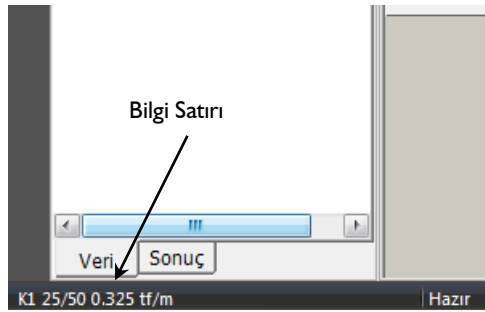 Bilgi Satırı
Veri
Sonuç
K1 25/50 0.325 tf/m
Hazır